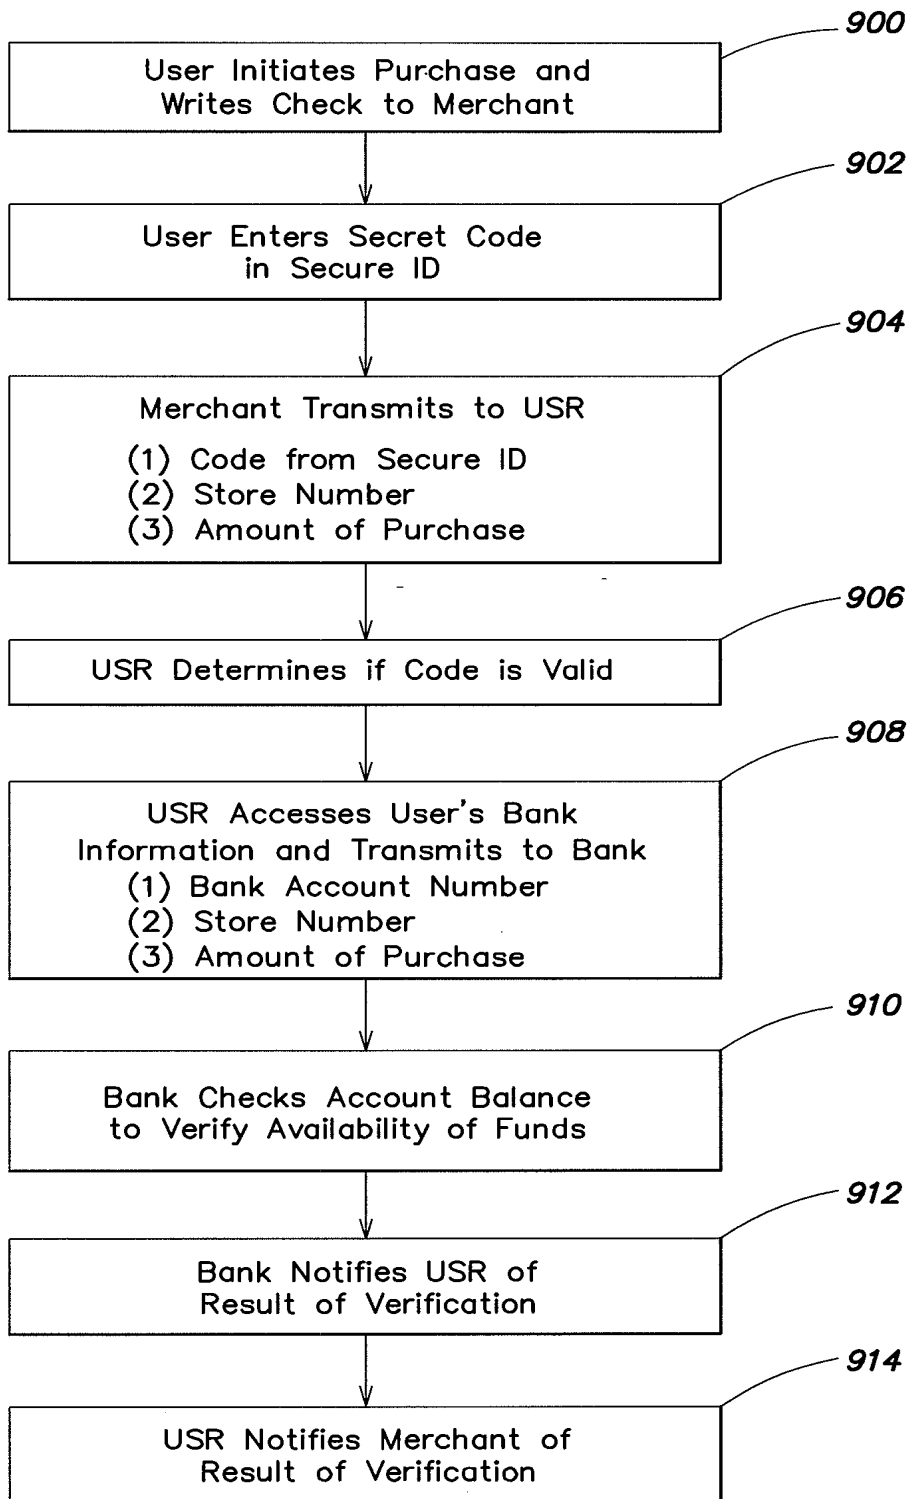 900
User Initiates Purchase and
Writes Check to Merchant
902
User Enters Secret Code
in Secure ID
904
Merchant Transmits to USR
(1) Code from Secure ID
(2) Store Number
(3) Amount of Purchase
906
USR Determines if Code is Valid
908
USR Accesses User's Bank
Information and Transmits to Bank
(1) Bank Account Number
(2) Store Number
(3) Amount of Purchase
910
Bank Checks Account Balance
to Verify Availability of Funds
912
Bank Notifies USR of
Result of Verification
914
USR Notifies Merchant of
Result of Verification